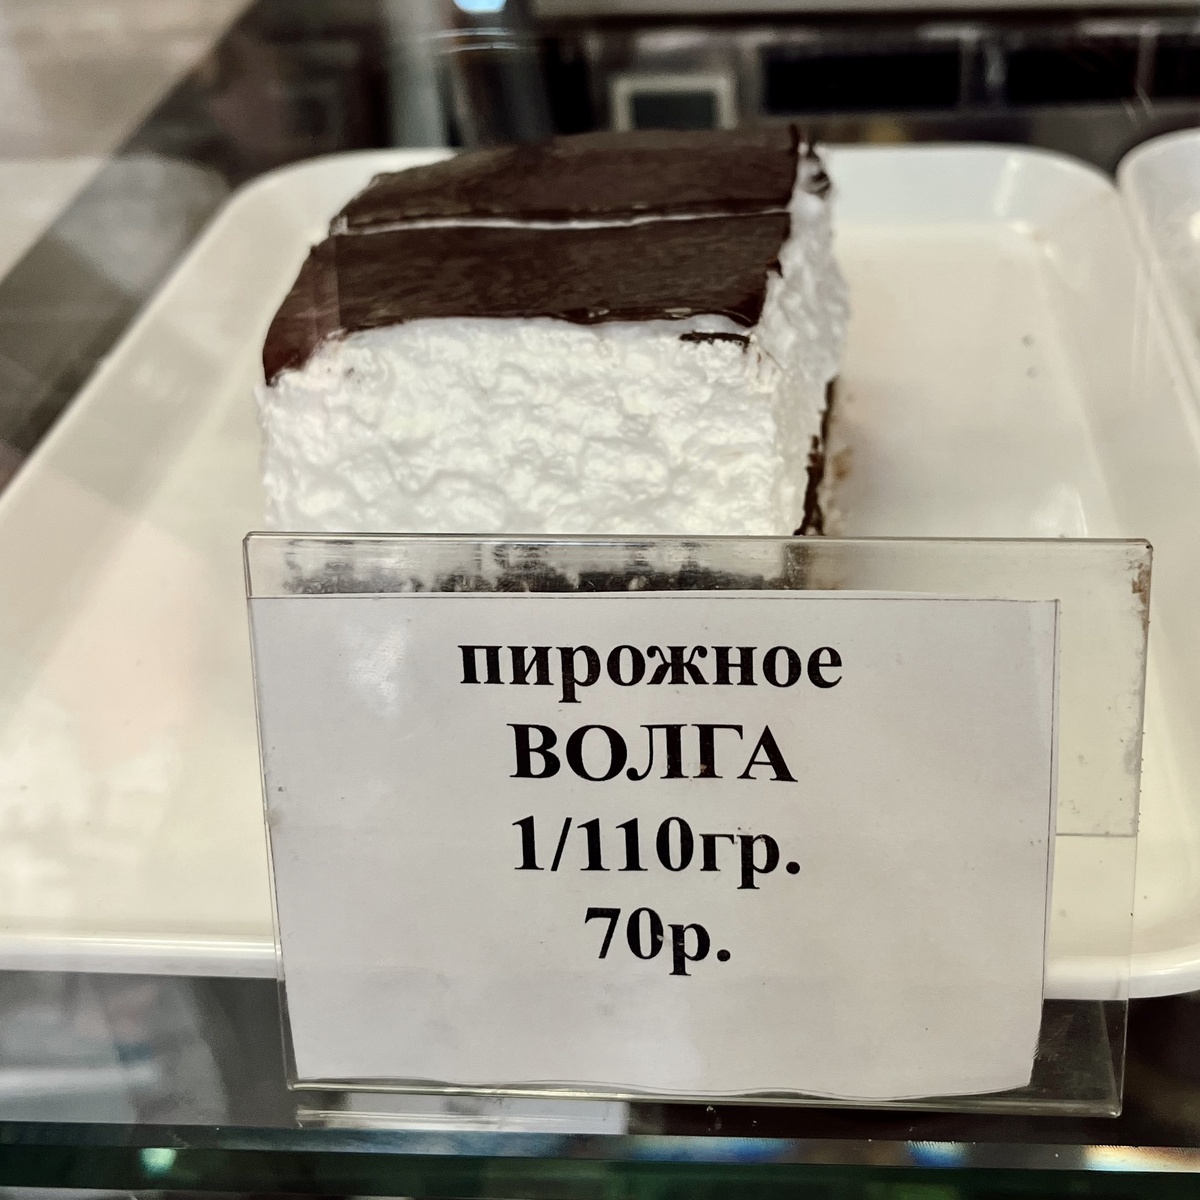 пирожное
ВОЛГА
1/110гр.
70р.